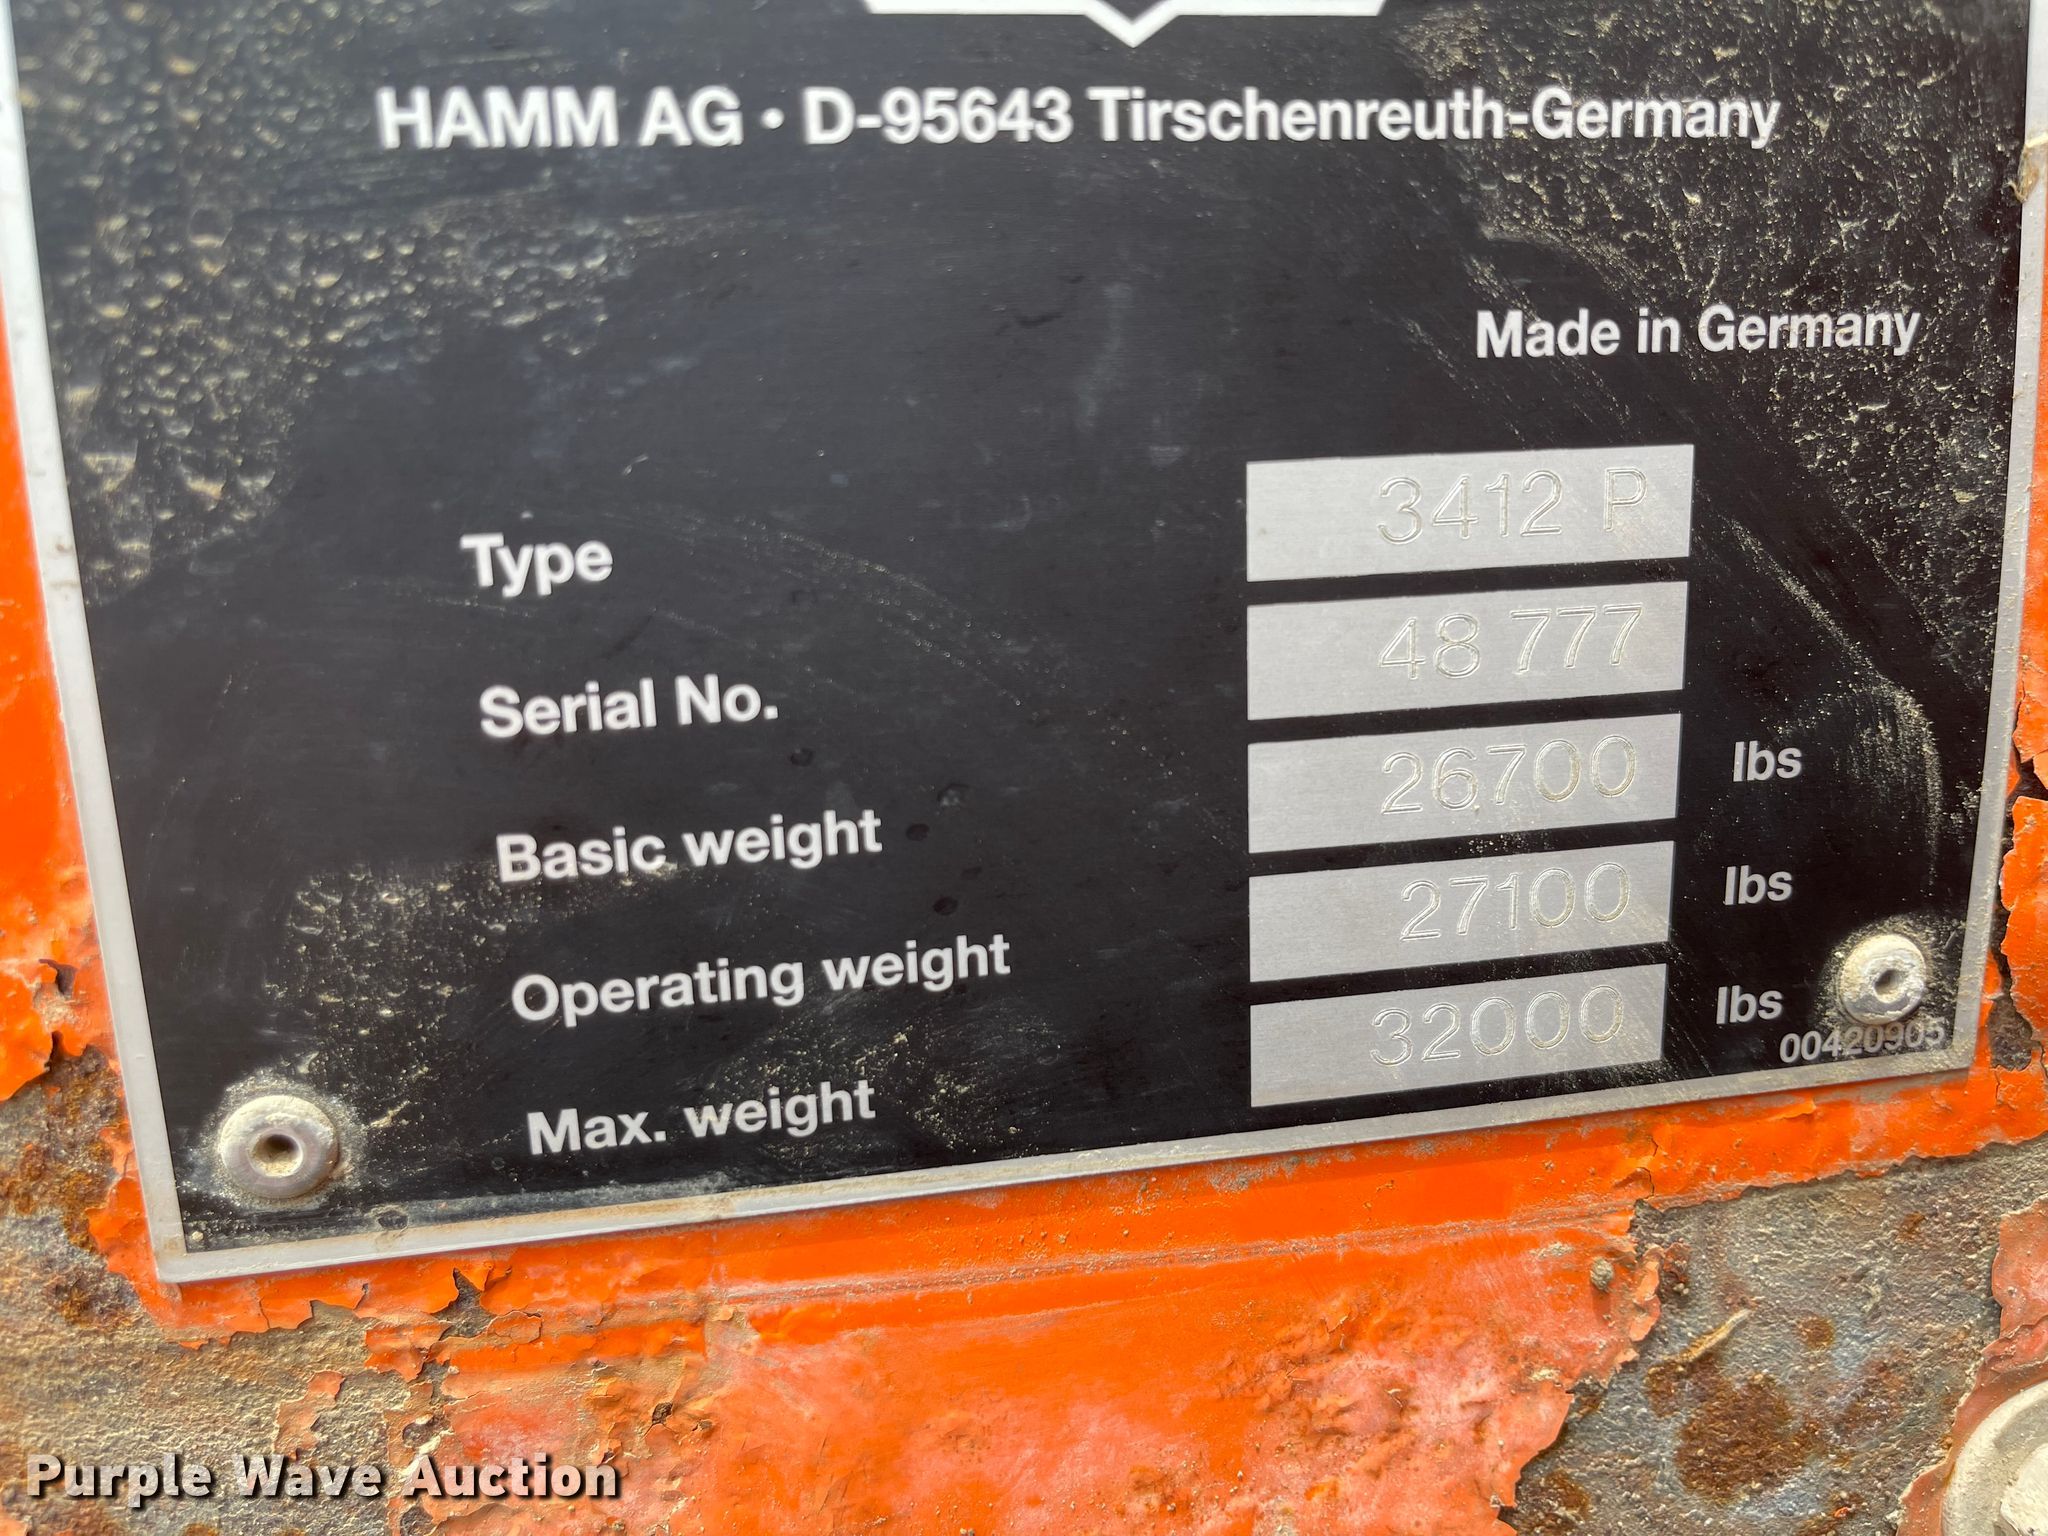 HAMM AG • D-95643 Tirschenreuth-Germany
Made in Germany
Type 3412 P
Serial No. 48 777
Basic weight 26700 lbs
Operating weight 27100 lbs
Max. weight 32000 lbs
00420905
Purple Wave Auction